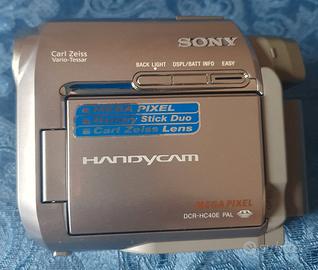 Carl Zeiss
Vario-Tessar
SONY
BACK LIGHT DSPL/BATT INFO EASY
MEGA PIXEL
Memory Stick Duo
Carl Zeiss Lens
HANDYCAM
MEGA PIXEL
DCR-HC40E PAL